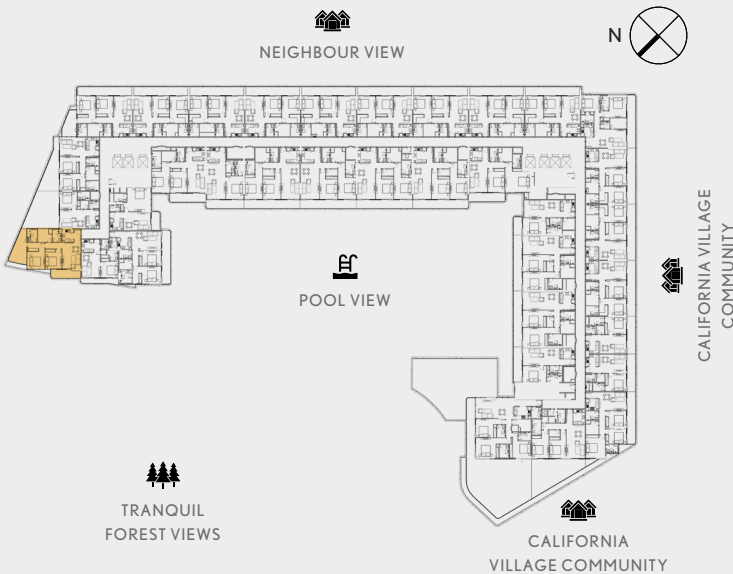 NEIGHBOUR VIEW
N
POOL VIEW
CALIFORNIA VILLAGE
COMMUNITY
TRANQUIL
FOREST VIEWS
CALIFORNIA
VILLAGE COMMUNITY